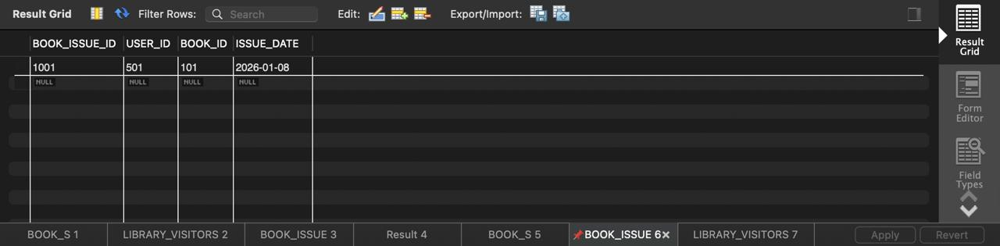 Result Grid Filter Rows: Search Edit: Export/Import:
BOOK_ISSUE_ID USER_ID BOOK_ID ISSUE_DATE
1001 501 101 2026-01-08
NULL NULL NULL NULL
Result
Grid
Form
Editor
Field
Types
BOOK_S 1 LIBRARY_VISITORS 2 BOOK_ISSUE 3 Result 4 BOOK_S 5 BOOK_ISSUE 6 LIBRARY_VISITORS 7 Apply Revert